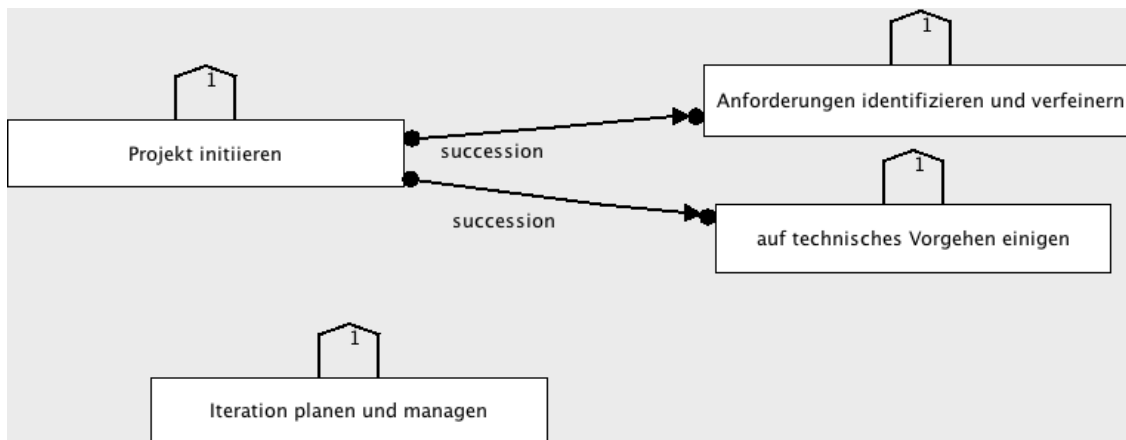 1
Anforderungen identifizieren und verfeinern
1
Projekt initiieren
succession
succession
1
auf technisches Vorgehen einigen
1
Iteration planen und managen